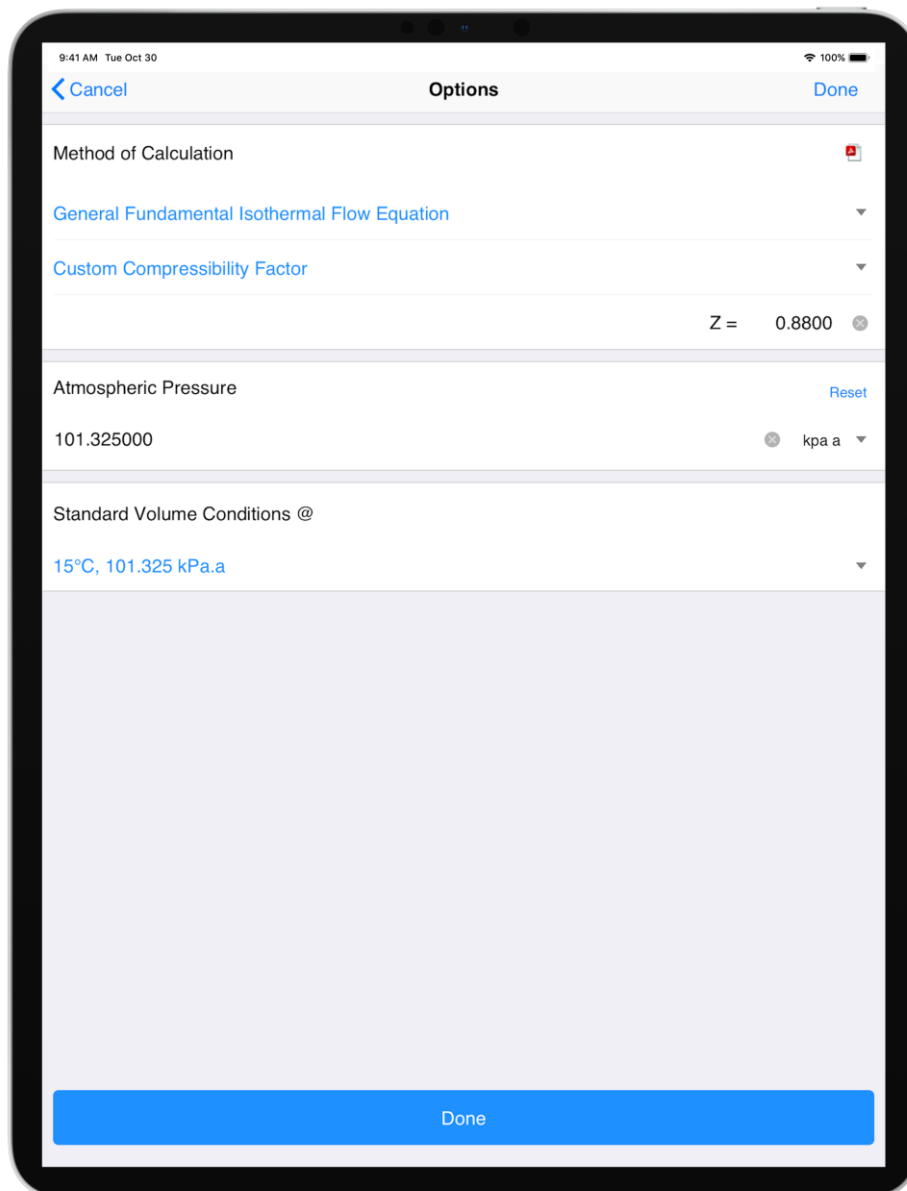 9:41 AM Tue Oct 30 100%
Cancel Options Done
Method of Calculation
General Fundamental Isothermal Flow Equation
Custom Compressibility Factor
Z = 0.8800
Atmospheric Pressure Reset
101.325000 kpa a
Standard Volume Conditions @
15°C, 101.325 kPa.a
Done